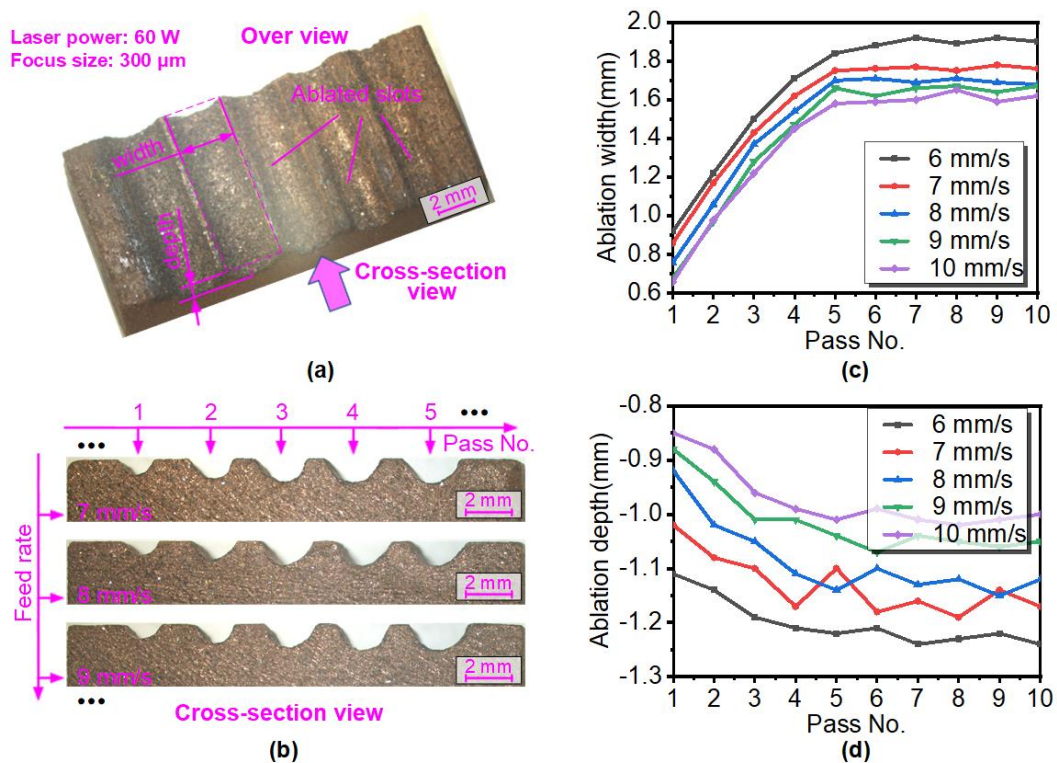 Laser power: 60 W
Focus size: 300 μm
Over view
Ablated slots
width
depth
2 mm
Cross-section
view
(a)
1 2 3 4 5 •••
Pass No.
•••
Feed rate
7 mm/s
2 mm
8 mm/s
2 mm
9 mm/s
2 mm
•••
Cross-section view
(b)
(c)
Ablation width(mm)
2.0
1.8
1.6
1.4
1.2
1.0
0.8
0.6
6 mm/s
7 mm/s
8 mm/s
9 mm/s
10 mm/s
1 2 3 4 5 6 7 8 9 10
Pass No.
(c)
Ablation depth(mm)
-0.8
-0.9
-1.0
-1.1
-1.2
-1.3
6 mm/s
7 mm/s
8 mm/s
9 mm/s
10 mm/s
1 2 3 4 5 6 7 8 9 10
Pass No.
(d)